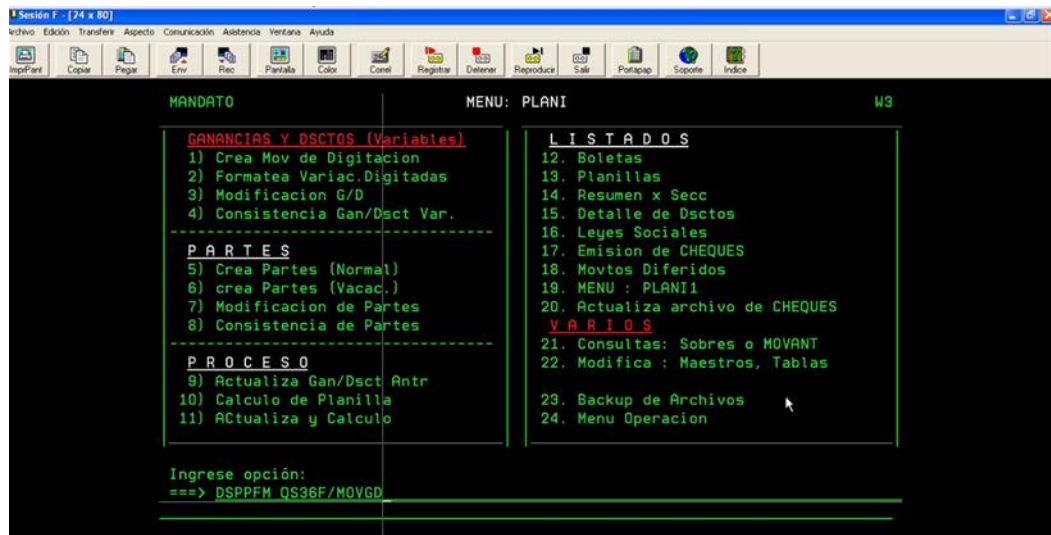 Sesión F - [24 x 80]
Archivo Edición Transferir Aspecto Comunicación Asistencia Ventana Ayuda
ImprPant Copiar Pegar Env Rec Pantalla Color Conel Registrar Detener Reproducir Salir Portapap Soporte Indice
MANDATO MENU: PLANI W3
GANANCIAS Y DSCTOS (Variables)
1) Crea Mov de Digitacion
2) Formatea Variac.Digitadas
3) Modificacion G/D
4) Consistencia Gan/Dsct Var.
P A R T E S
5) Crea Partes (Normal)
6) crea Partes (Vacac.)
7) Modificacion de Partes
8) Consistencia de Partes
P R O C E S O
9) Actualiza Gan/Dsct Antr
10) Calculo de Planilla
11) ACtualiza y Calculo
L I S T A D O S
12. Boletas
13. Planillas
14. Resumen x Secc
15. Detalle de Dsctos
16. Leyes Sociales
17. Emision de CHEQUES
18. Movtos Diferidos
19. MENU : PLANI1
20. Actualiza archivo de CHEQUES
V A R I O S
21. Consultas: Sobres o MOVANT
22. Modifica : Maestros, Tablas
23. Backup de Archivos
24. Menu Operacion
Ingrese opción:
===> DSPPFM QS36F/MOVGD